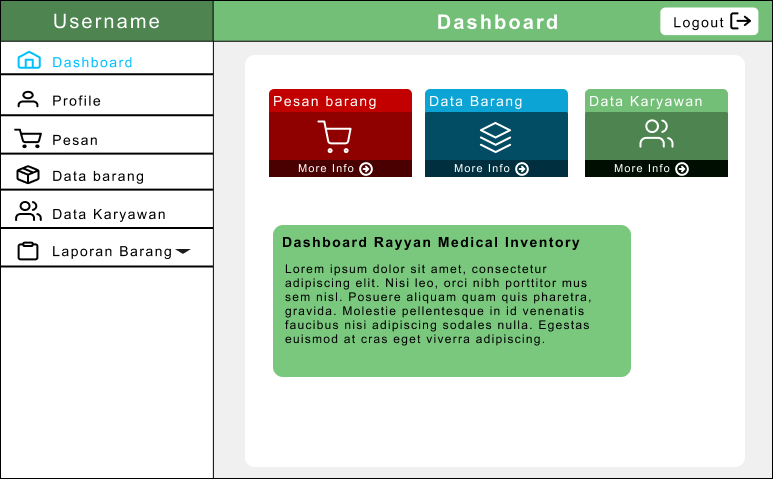 Username
Dashboard
Logout
Dashboard
Profile
Pesan
Data barang
Data Karyawan
Laporan Barang
Pesan barang
Data Barang
Data Karyawan
More Info
More Info
More Info
Dashboard Rayyan Medical Inventory
Lorem ipsum dolor sit amet, consectetur
adipiscing elit. Nisi leo, orci nibh porttitor mus
sem nisl. Posuere aliquam quam quis pharetra,
gravida. Molestie pellentesque in id venenatis
faucibus nisi adipiscing sodales nulla. Egestas
euismod at cras eget viverra adipiscing.